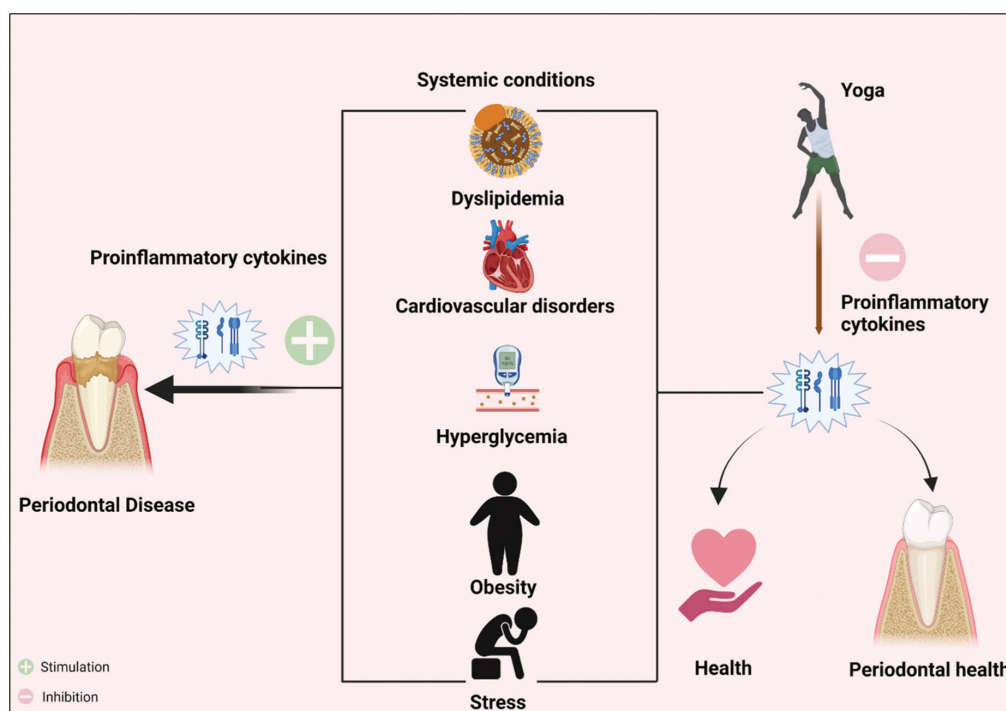 Systemic conditions
Yoga
Dyslipidemia
Proinflammatory cytokines
Cardiovascular disorders
Proinflammatory
cytokines
Hyperglycemia
Periodontal Disease
Obesity
Stimulation
Health
Periodontal health
Inhibition
Stress